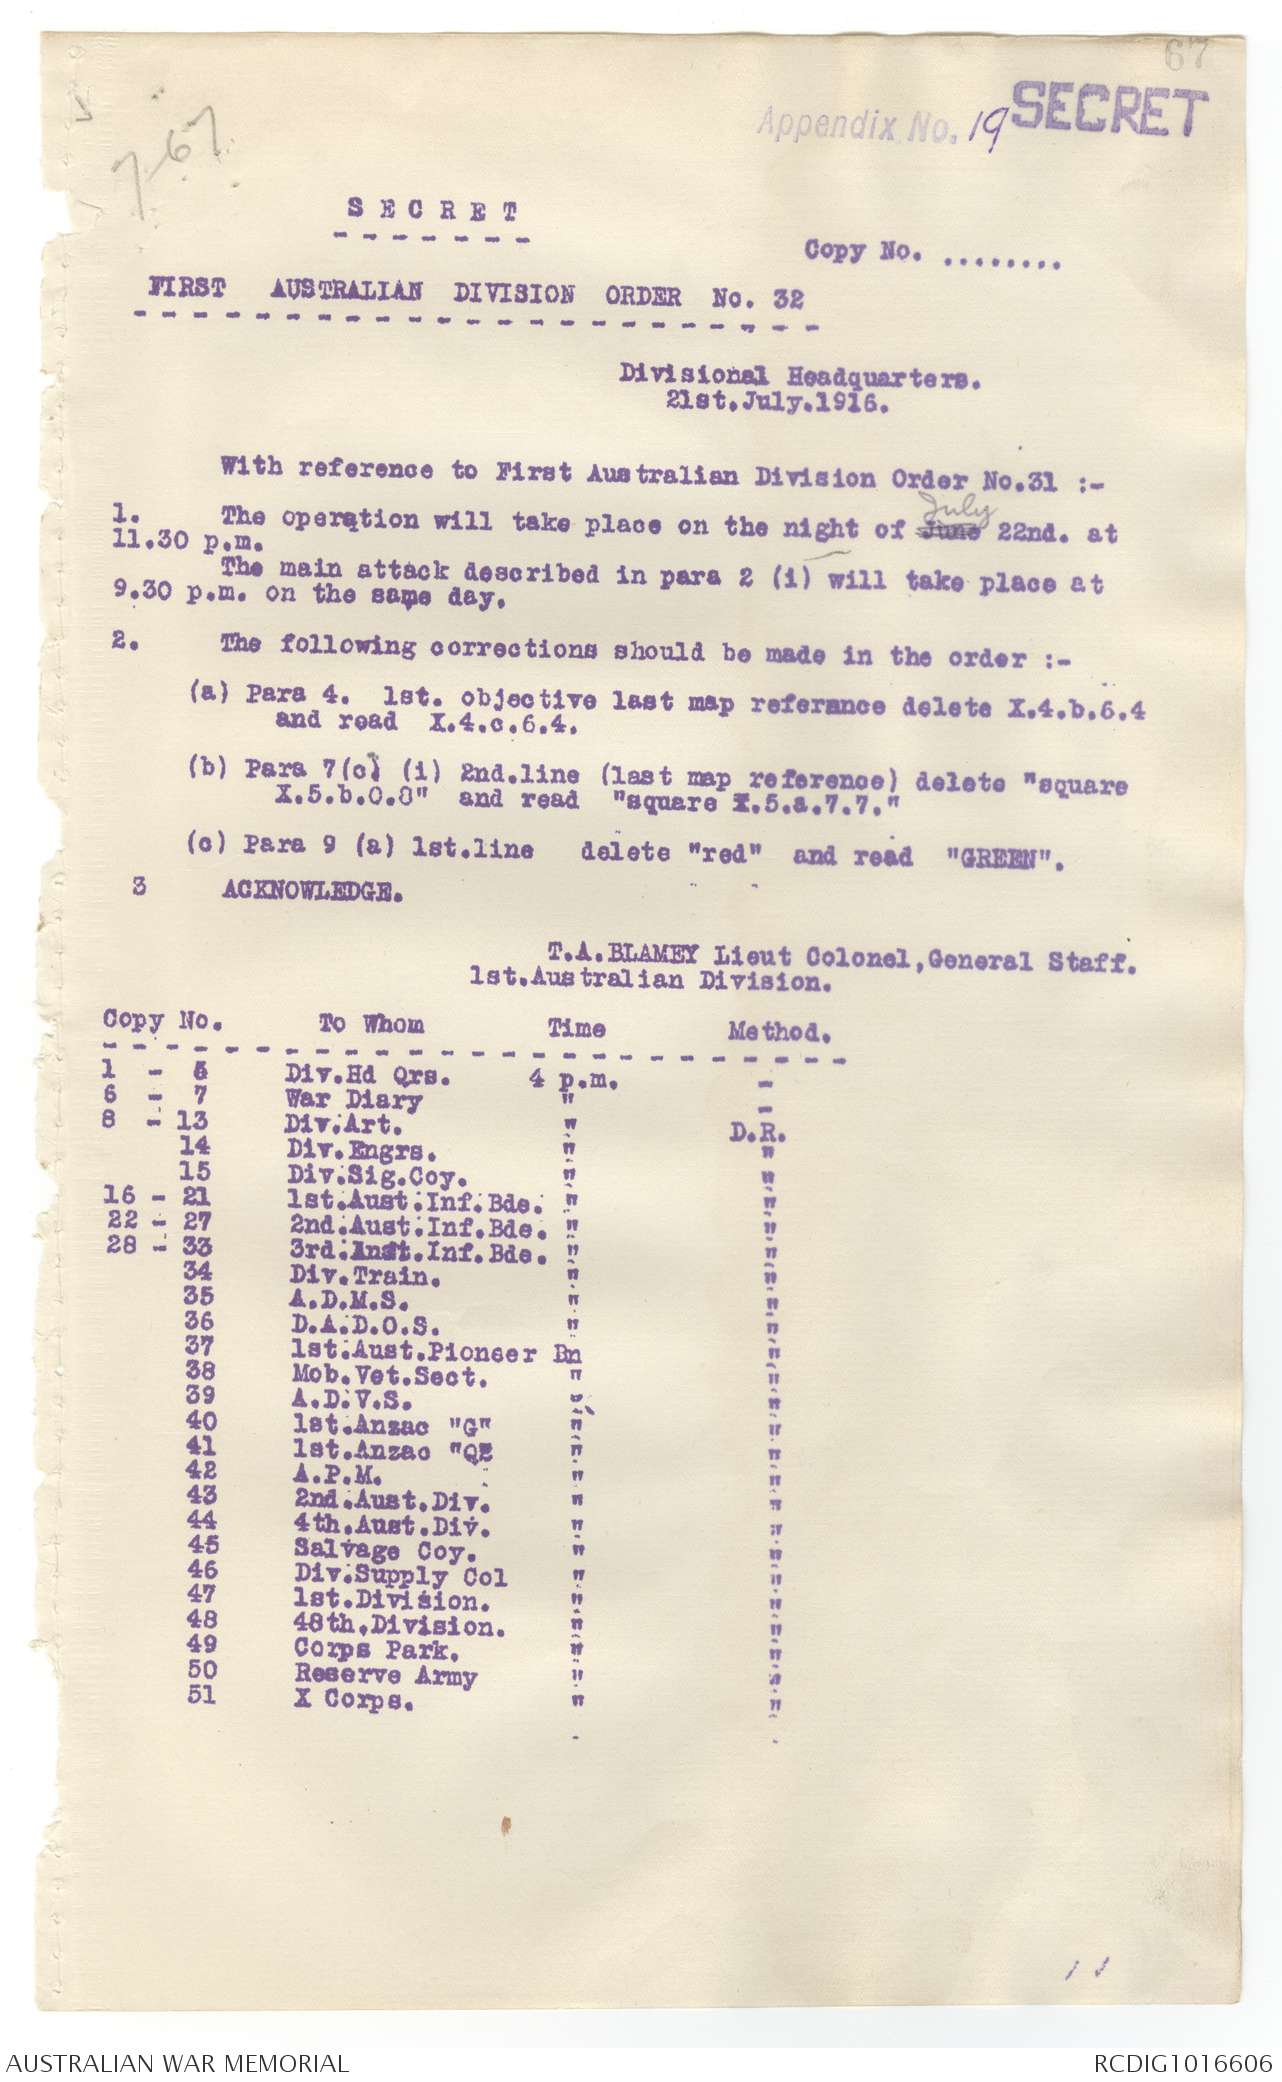 67
Appendix No. 19 SECRET
7.67.
S E C R E T
Copy No. ........
FIRST AUSTRALIAN DIVISION ORDER No. 32
Divisional Headquarters.
21st.July.1916.
With reference to First Australian Division Order No.31 :-
July
1. The operation will take place on the night of June 22nd. at
11.30 p.m.
The main attack described in para 2 (i) will take place at
9.30 p.m. on the same day.
2. The following corrections should be made in the order :-
(a) Para 4. 1st. objective last map referance delete X.4.b.6.4
and read X.4.c.6.4.
(b) Para 7(c) (i) 2nd.line (last map reference) delete "square
X.5.b.0.8" and read "square X.5.a.7.7."
(c) Para 9 (a) 1st.line delete "red" and read "GREEN".
3 ACKNOWLEDGE.
T.A.BLAMEY Lieut Colonel,General Staff.
1st.Australian Division.
Copy No. To Whom Time Method.
1 - 5 Div.Hd Qrs. 4 p.m. -
6 - 7 War Diary " -
8 - 13 Div.Art. " D.R.
14 Div.Engrs. " "
15 Div.Sig.Coy. " "
16 - 21 1st.Aust.Inf.Bde. " "
22 - 27 2nd.Aust.Inf.Bde. " "
28 - 33 3rd.Aust.Inf.Bde. " "
34 Div.Train. " "
35 A.D.M.S. " "
36 D.A.D.O.S. " "
37 1st.Aust.Pioneer Bn "
38 Mob.Vet.Sect. " "
39 A.D.V.S. " "
40 1st.Anzac "G" " "
41 1st.Anzac "Q" " "
42 A.P.M. " "
43 2nd.Aust.Div. " "
44 4th.Aust.Div. " "
45 Salvage Coy. " "
46 Div.Supply Col " "
47 1st.Division. " "
48 48th.Division. " "
49 Corps Park. " "
50 Reserve Army " "
51 X Corps. " "
AUSTRALIAN WAR MEMORIAL RCDIG1016606